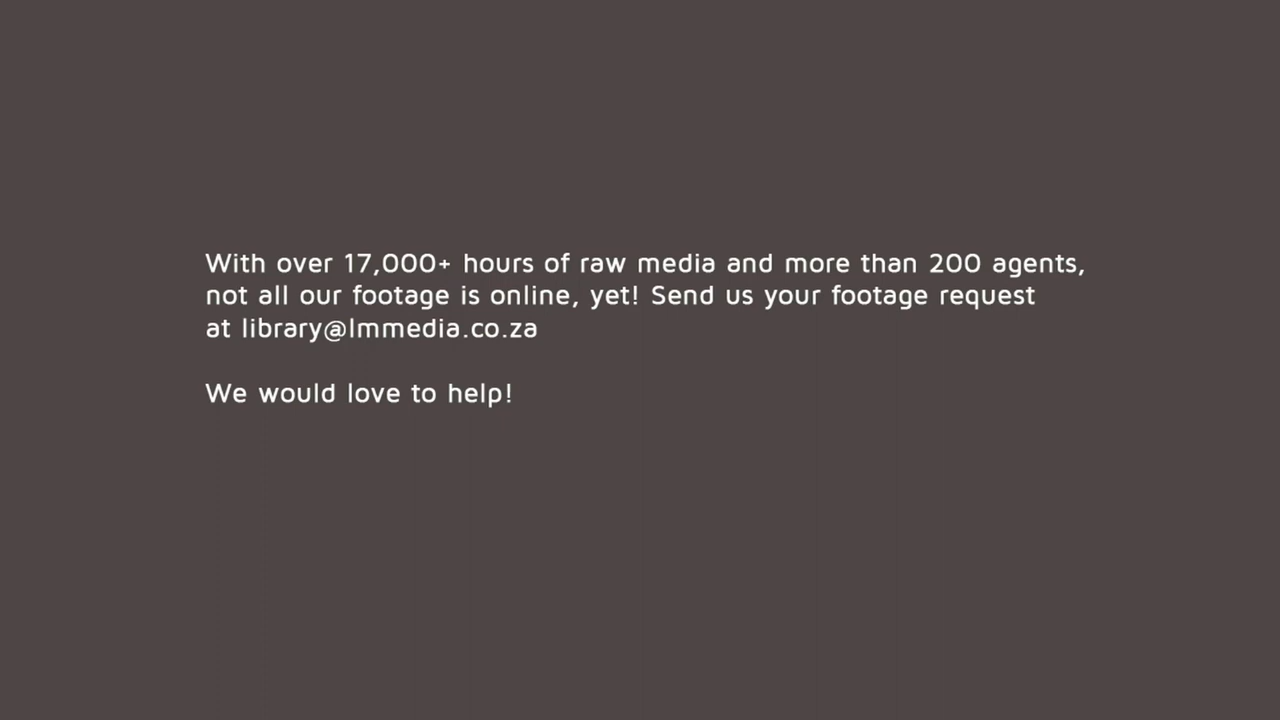 With over 17,000+ hours of raw media and more than 200 agents,
not all our footage is online, yet! Send us your footage request
at library@lmmedia.co.za
We would love to help!